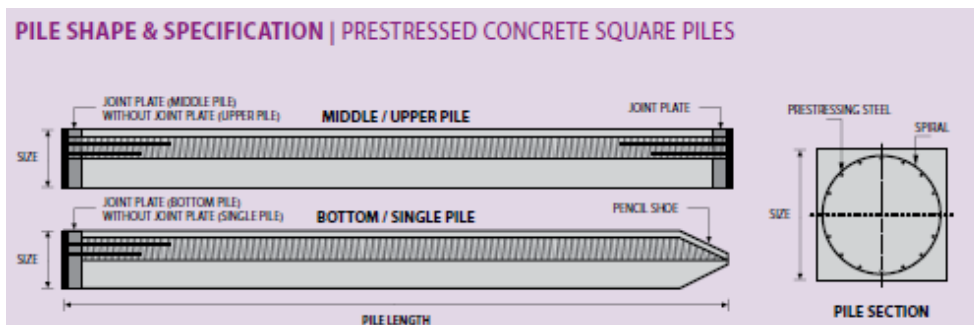 PILE SHAPE & SPECIFICATION | PRESTRESSED CONCRETE SQUARE PILES
JOINT PLATE (MIDDLE PILE)
WITHOUT JOINT PLATE (UPPER PILE)
MIDDLE / UPPER PILE
JOINT PLATE
SIZE
JOINT PLATE (BOTTOM PILE)
WITHOUT JOINT PLATE (SINGLE PILE)
BOTTOM / SINGLE PILE
PENCIL SHOE
SIZE
PILE LENGTH
PRESTRESSING STEEL
SPIRAL
SIZE
PILE SECTION